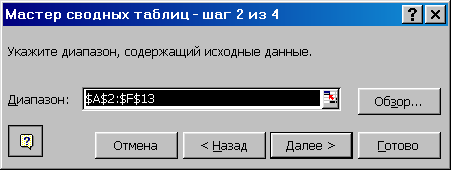 Мастер сводных таблиц - шаг 2 из 4
Укажите диапазон, содержащий исходные данные.
Диапазон: $A$2:$F$13 Обзор...
Отмена < Назад Далее > Готово